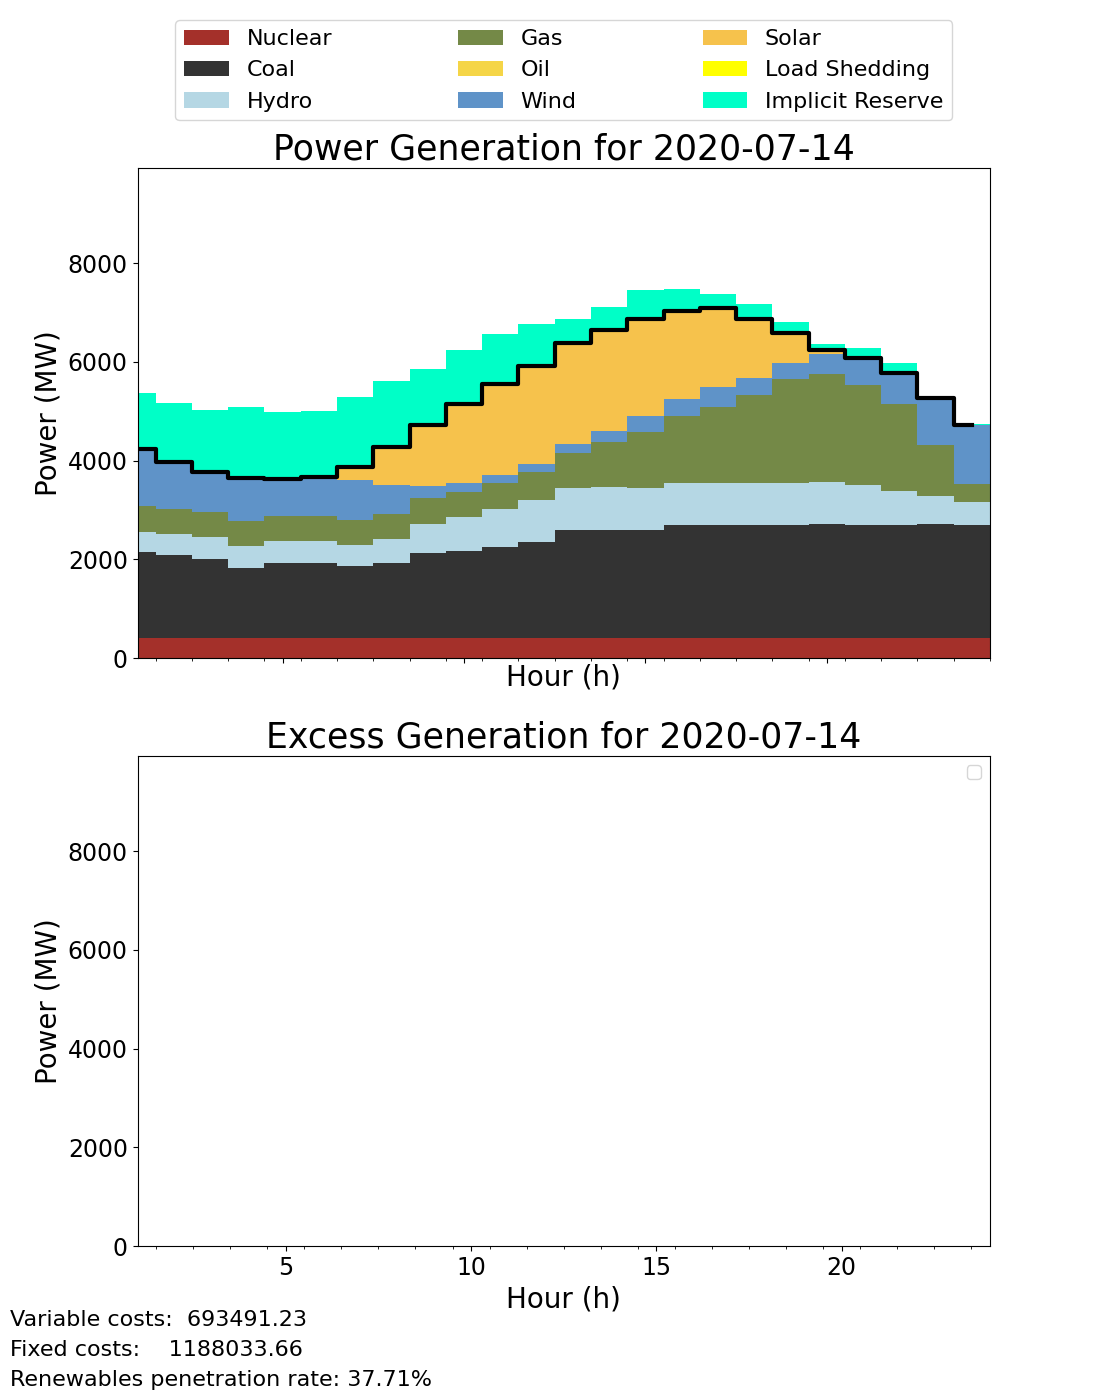 Nuclear Gas Solar
Coal Oil Load Shedding
Hydro Wind Implicit Reserve
Power Generation for 2020-07-14
8000
6000
4000
2000
0
Power (MW)
Hour (h)
Excess Generation for 2020-07-14
8000
6000
4000
2000
0
Power (MW)
5 10 15 20
Hour (h)
Variable costs: 693491.23
Fixed costs: 1188033.66
Renewables penetration rate: 37.71%